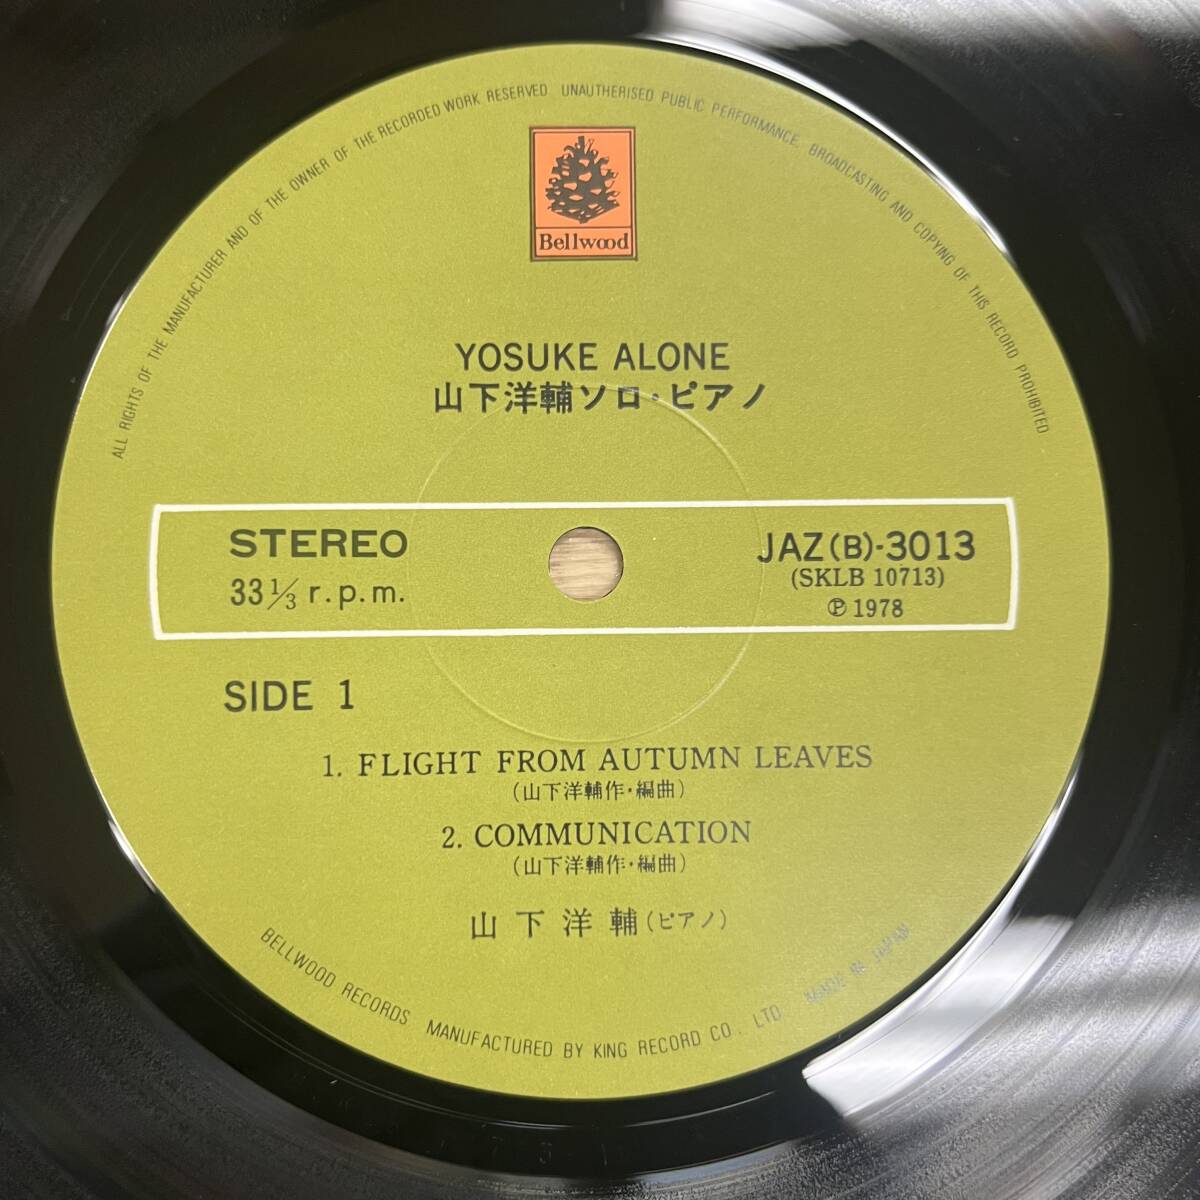 ALL RIGHTS OF THE MANUFACTURER AND OF THE OWNER OF THE RECORDED WORK RESERVED UNAUTHORISED PUBLIC PERFORMANCE, BROADCASTING AND COPYING OF THIS RECORD PROHIBITED
Bellwood
YOSUKE ALONE
山下洋輔ソロ・ピアノ
STEREO
33⅓ r.p.m.
JAZ(B)-3013
(SKLB 10713)
Ⓟ 1978
SIDE 1
1. FLIGHT FROM AUTUMN LEAVES
(山下洋輔作・編曲)
2. COMMUNICATION
(山下洋輔作・編曲)
山下洋輔(ピアノ)
BELLWOOD RECORDS MANUFACTURED BY KING RECORD CO., LTD. MADE IN JAPAN